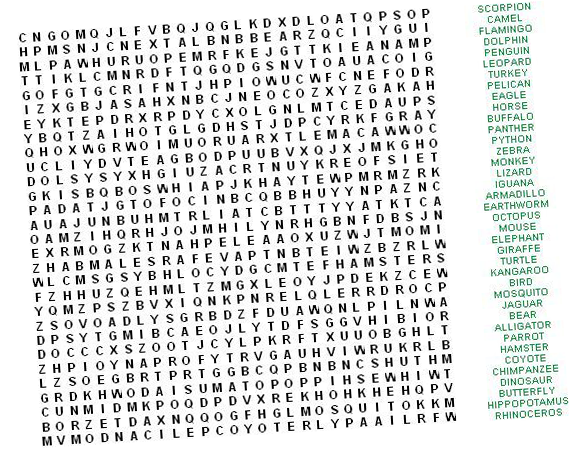 C N G O M Q J L F V B Q J Q G L K D X D L O A T Q P S O P
H P M S N J C N E X T A L B N B B E A R Z Q C I I Y G U I
M L P A W H U R U O P E M R F K E J G T T K I E A N A M P
T T I K L C M N R D F T Q G Q D G S N V T O A U A C O I G
G O F G T G C R I F N T J H P I O W U C W F C N E F O D R
I Z X G B J A S A H X N B C J N E O C O Z X Y Z G A K A H
E Y K T E P D R X R P D Y C X O L G N L M T C E D A U P S
Y B Q T Z A I H O T G L G D H S T J D P C Y R K F G R A Y
Q H O X W G R W O I M U O R U A R X T L E M A C A W W O C
U C L I Y D V T E A G B O D P U U B V X Q J X J M K G H O
D O L S Y S Y X H G I U Z A C R T N U Y K R E O F S I E T
G K I S B Q B O S W H I A P J K H A Y T E W P M R M Z R K
P A D A T J G T O F O C I N B C Q B B H U Y Y N P A Z N C
A U A J U N B U H M T R L I A T C B T T T Y Y A T K T C A
O A M Z I H Q R H J O J M H I L Y N R H G B N F D B S J N
E X R M O G Z K T N A H P E L E A A O X U Z W J T M O M I
Z H A B M A L E S R A F E V A P T N B T E I W Z B Z R L W
W L C M S G S Y B H L O C Y D G C M T E F H A M S T E R S
F Z H H U Z Q E H M L T Z M G X L E O Y J P D E K Z C E W
Y Q M Z P S Z B V X I Q N K P N R E L Q L E R R D R O C P
Z S O V O A D L Y S G R B D Z F D U A W Q N L P I L N W A
D P S Y T G M I B C A E O J L Y T D F S G G V H I B I O R
D O C C C X S Z O O T J C Y L P K R F T X U U O B G H L T
Z H P I O Y N A P R O F Y T R V G A U H V I W R U K R L B
L Z S O E G B R T P R T G G B C Q P B N B N C S H U T H M
G R D K H W O D A I S U M A T O P O P P I H S E W H I W T
C U N M I D M K P O Q D P D V X R E K H O H K H E H Q P V
B O R Z E T D A X N Q Q O G F H G L M O S Q U I T O K K M
M V M O D N A C I L E P C O Y O T E R L Y P A A I L R F W
SCORPION
CAMEL
FLAMINGO
DOLPHIN
PENGUIN
LEOPARD
TURKEY
PELICAN
EAGLE
HORSE
BUFFALO
PANTHER
PYTHON
ZEBRA
MONKEY
LIZARD
IGUANA
ARMADILLO
EARTHWORM
OCTOPUS
MOUSE
ELEPHANT
GIRAFFE
TURTLE
KANGAROO
BIRD
MOSQUITO
JAGUAR
BEAR
ALLIGATOR
PARROT
HAMSTER
COYOTE
CHIMPANZEE
DINOSAUR
BUTTERFLY
HIPPOPOTAMUS
RHINOCEROS